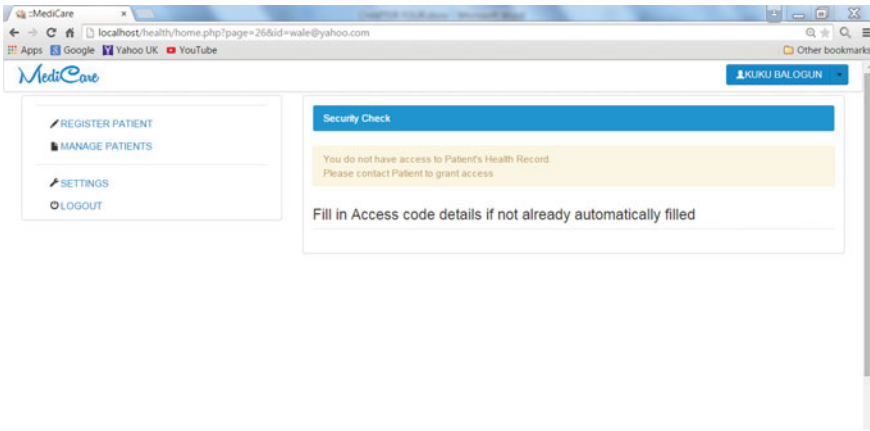 ::MediCare
localhost/health/home.php?page=26&id=wale@yahoo.com
Apps Google Yahoo UK YouTube Other bookmarks
MediCare KUKU BALOGUN
REGISTER PATIENT
MANAGE PATIENTS
SETTINGS
LOGOUT
Security Check
You do not have access to Patient's Health Record.
Please contact Patient to grant access
Fill in Access code details if not already automatically filled